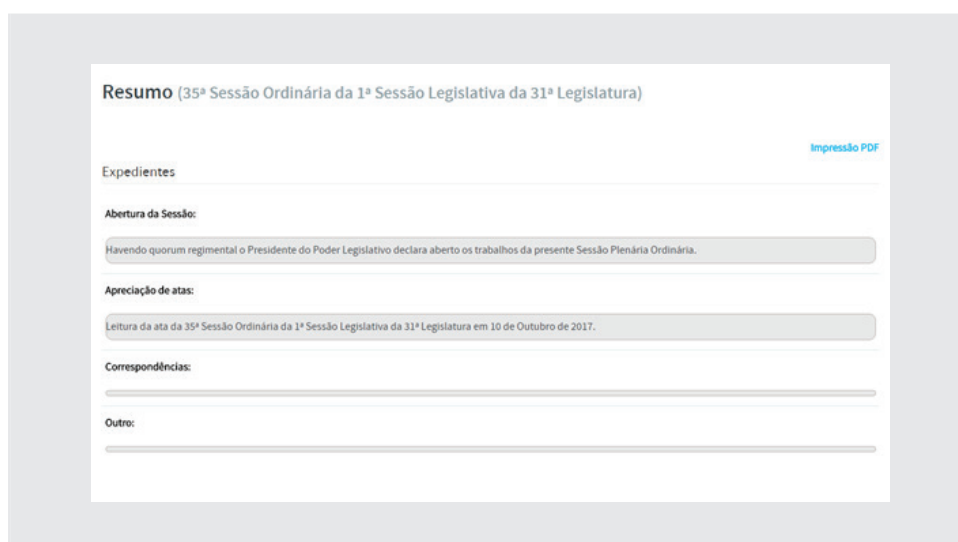 Resumo (35ª Sessão Ordinária da 1ª Sessão Legislativa da 31ª Legislatura)
Impressão PDF
Expedientes
Abertura da Sessão:
Havendo quorum regimental o Presidente do Poder Legislativo declara aberto os trabalhos da presente Sessão Plenária Ordinária.
Apreciação de atas:
Leitura da ata da 35ª Sessão Ordinária da 1ª Sessão Legislativa da 31ª Legislatura em 10 de Outubro de 2017.
Correspondências:
Outro: